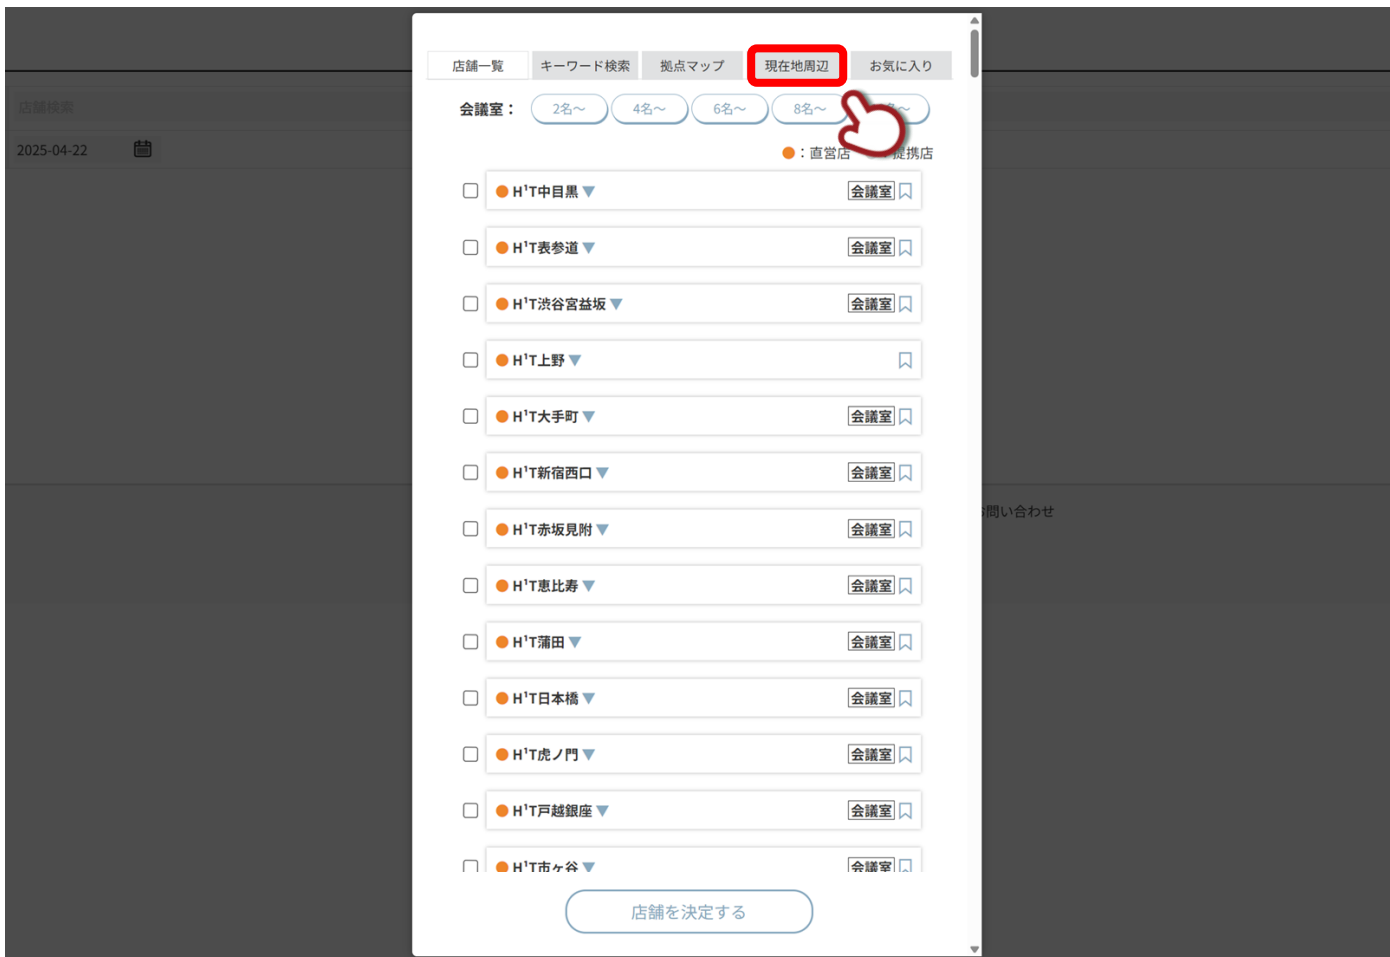 店舗一覧 キーワード検索 拠点マップ 現在地周辺 お気に入り
店舗検索
会議室： 2名〜 4名〜 6名〜 8名〜
2025-04-22
●：直営店 提携店
H¹T中目黒▼ 会議室
H¹T表参道▼ 会議室
H¹T渋谷宮益坂▼ 会議室
H¹T上野▼
H¹T大手町▼ 会議室
H¹T新宿西口▼ 会議室
お問い合わせ
H¹T赤坂見附▼ 会議室
H¹T恵比寿▼ 会議室
H¹T蒲田▼ 会議室
H¹T日本橋▼ 会議室
H¹T虎ノ門▼ 会議室
H¹T戸越銀座▼ 会議室
H¹T市ヶ谷▼ 会議室
店舗を決定する